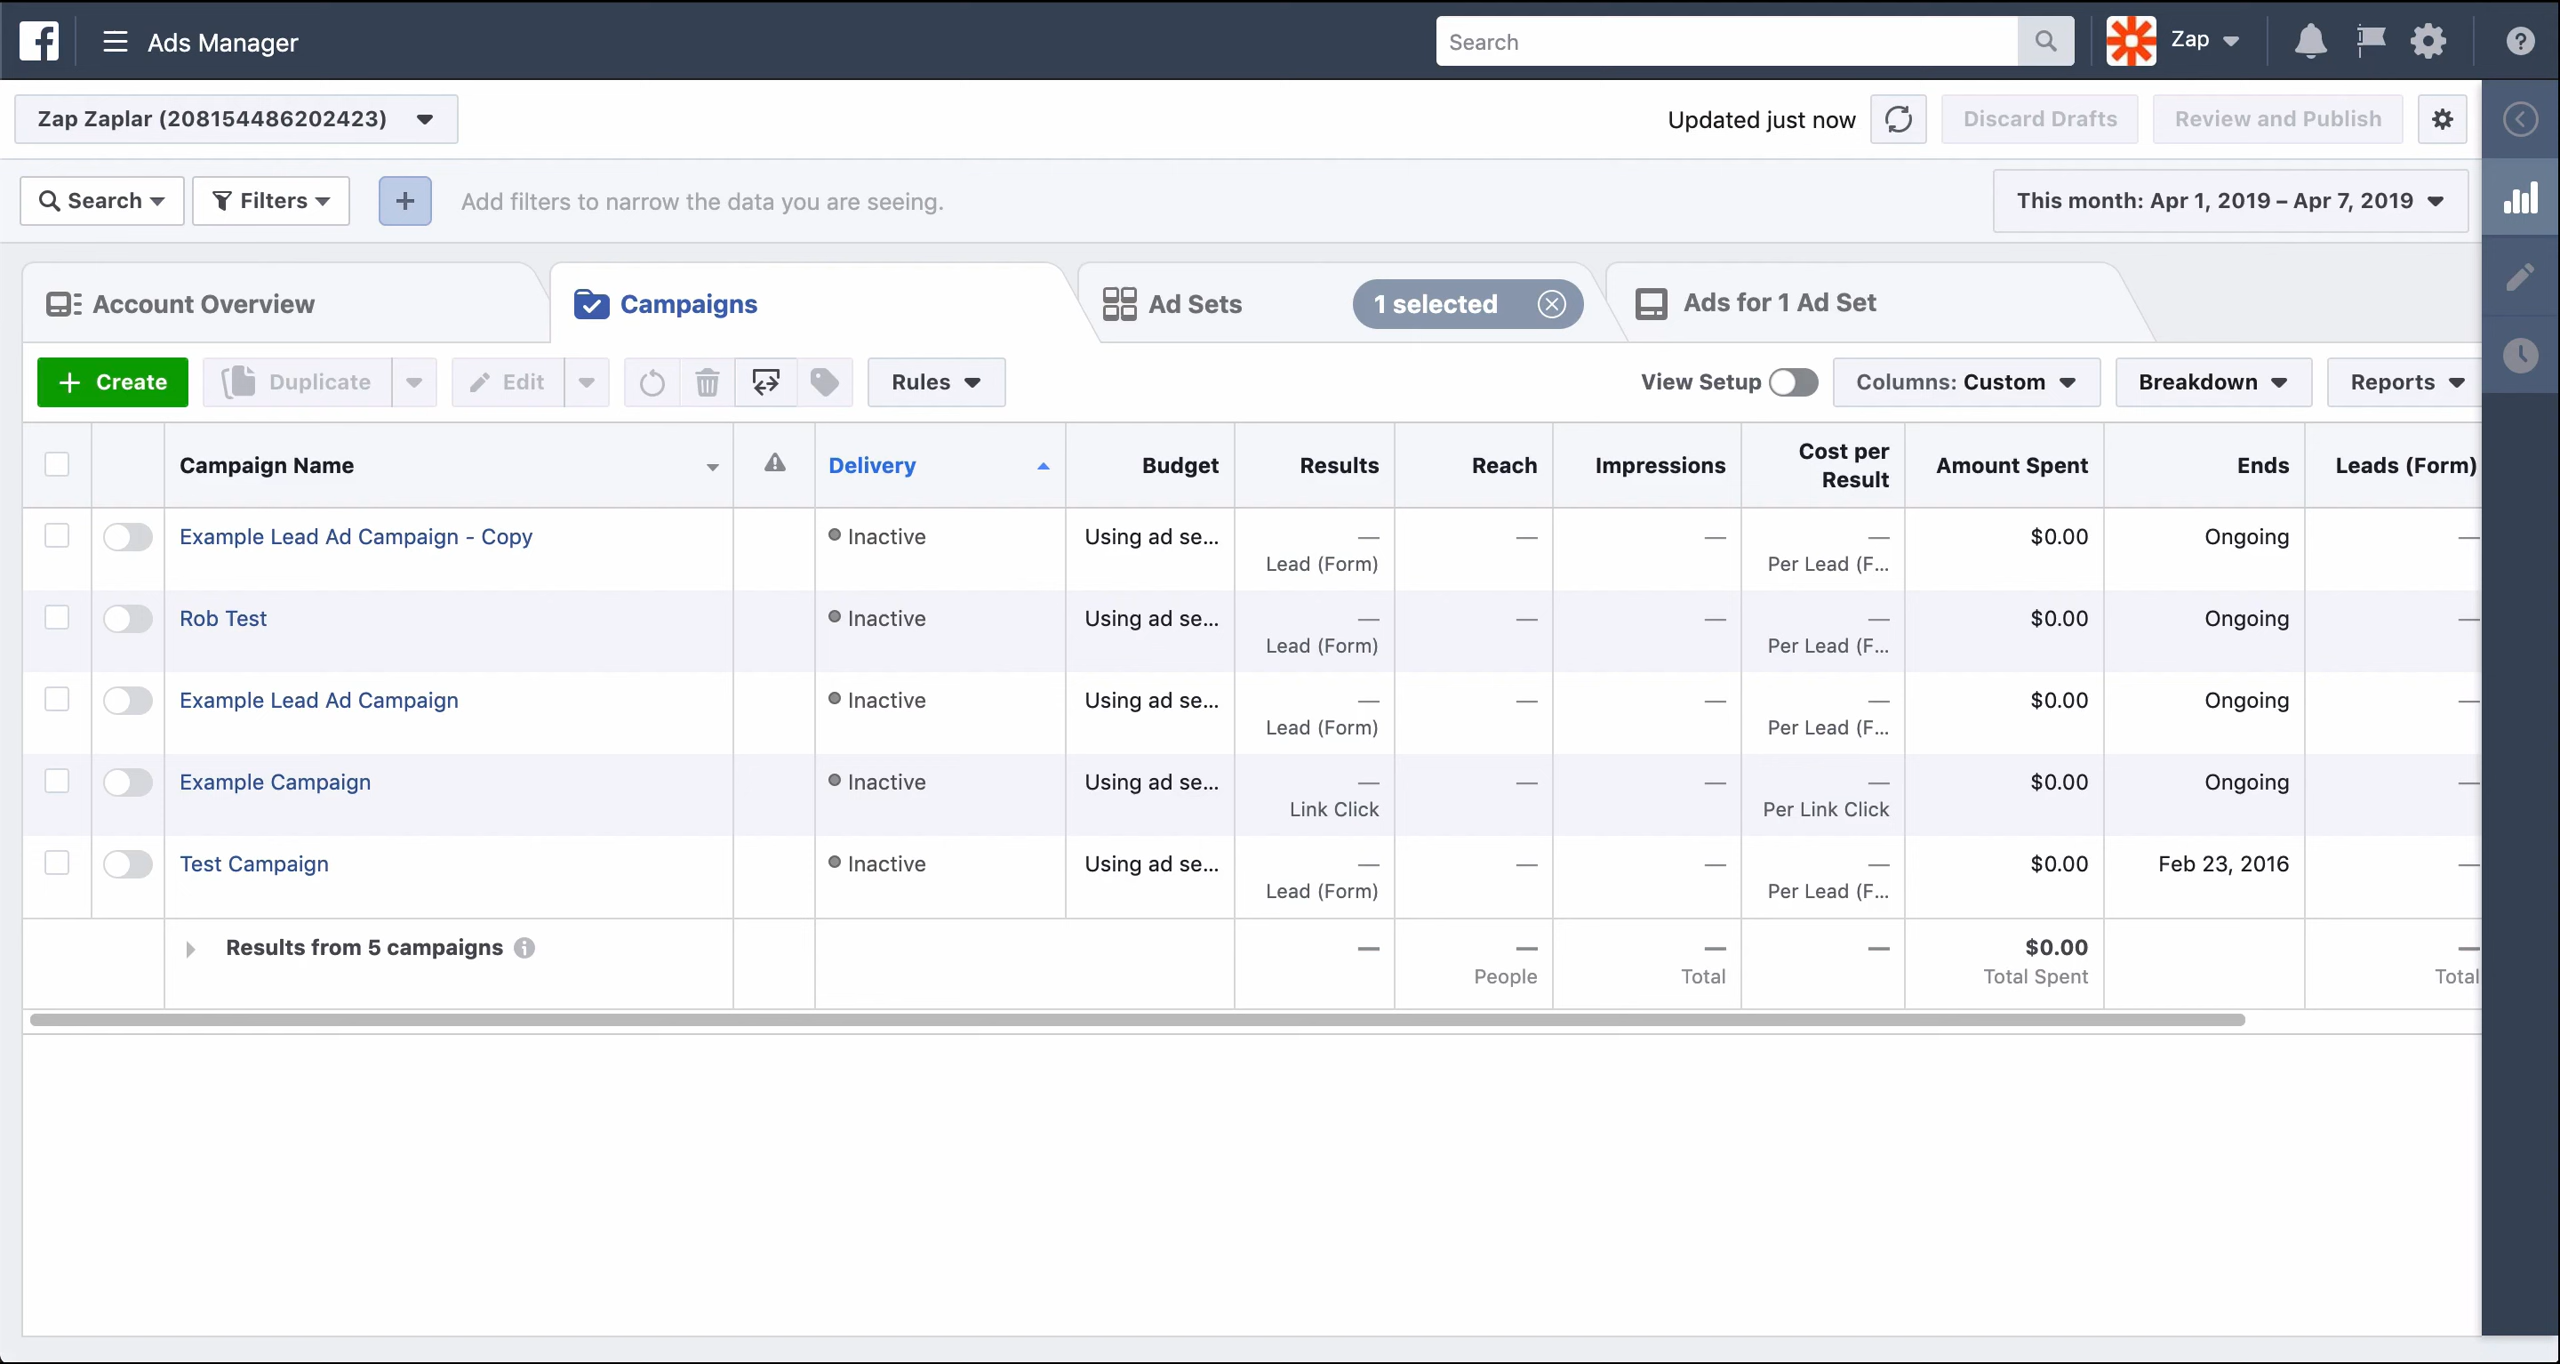 Ads Manager
Search
Zap
Zap Zaplar (208154486202423)
Updated just now
Discard Drafts
Review and Publish
Search
Filters
Add filters to narrow the data you are seeing.
This month: Apr 1, 2019 – Apr 7, 2019
Account Overview
Campaigns
Ad Sets
1 selected
Ads for 1 Ad Set
+ Create
Duplicate
Edit
Rules
View Setup
Columns: Custom
Breakdown
Reports
Campaign Name
Delivery
Budget
Results
Reach
Impressions
Cost per
Result
Amount Spent
Ends
Leads (Form)
Example Lead Ad Campaign - Copy
Inactive
Using ad se...
—
Lead (Form)
—
—
—
Per Lead (F...
$0.00
Ongoing
—
Rob Test
Inactive
Using ad se...
—
Lead (Form)
—
—
—
Per Lead (F...
$0.00
Ongoing
—
Example Lead Ad Campaign
Inactive
Using ad se...
—
Lead (Form)
—
—
—
Per Lead (F...
$0.00
Ongoing
—
Example Campaign
Inactive
Using ad se...
—
Link Click
—
—
—
Per Link Click
$0.00
Ongoing
—
Test Campaign
Inactive
Using ad se...
—
Lead (Form)
—
—
—
Per Lead (F...
$0.00
Feb 23, 2016
—
Results from 5 campaigns
—
—
People
—
Total
—
$0.00
Total Spent
—
Total